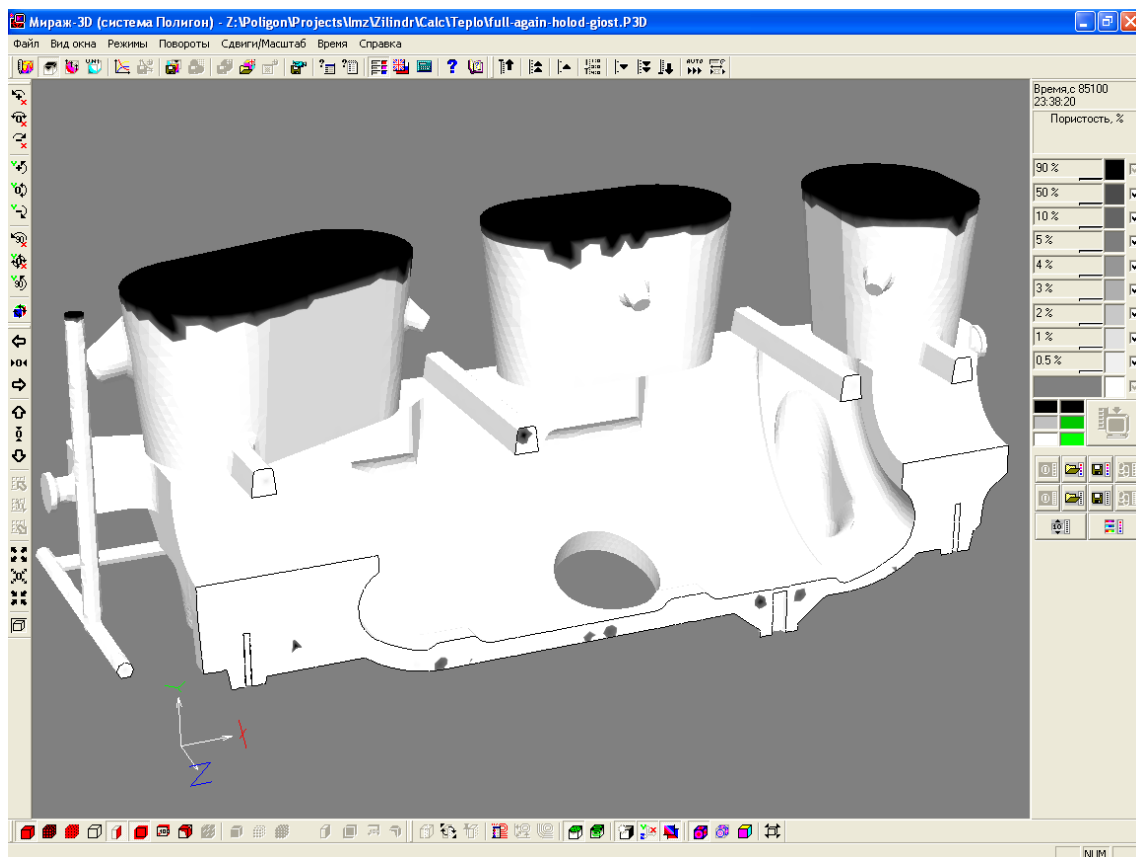 Мираж-3D (система Полигон) - Z:\Poligon\Projects\lmz\Zilindr\Calc\Teplo\full-again-holod-giost.P3D
Файл Вид окна Режимы Повороты Сдвиги/Масштаб Время Справка
Время,с 85100
23:38:20
Пористость, %
90 %
50 %
10 %
5 %
4 %
3 %
2 %
1 %
0.5 %
Y
X
Z
NUM